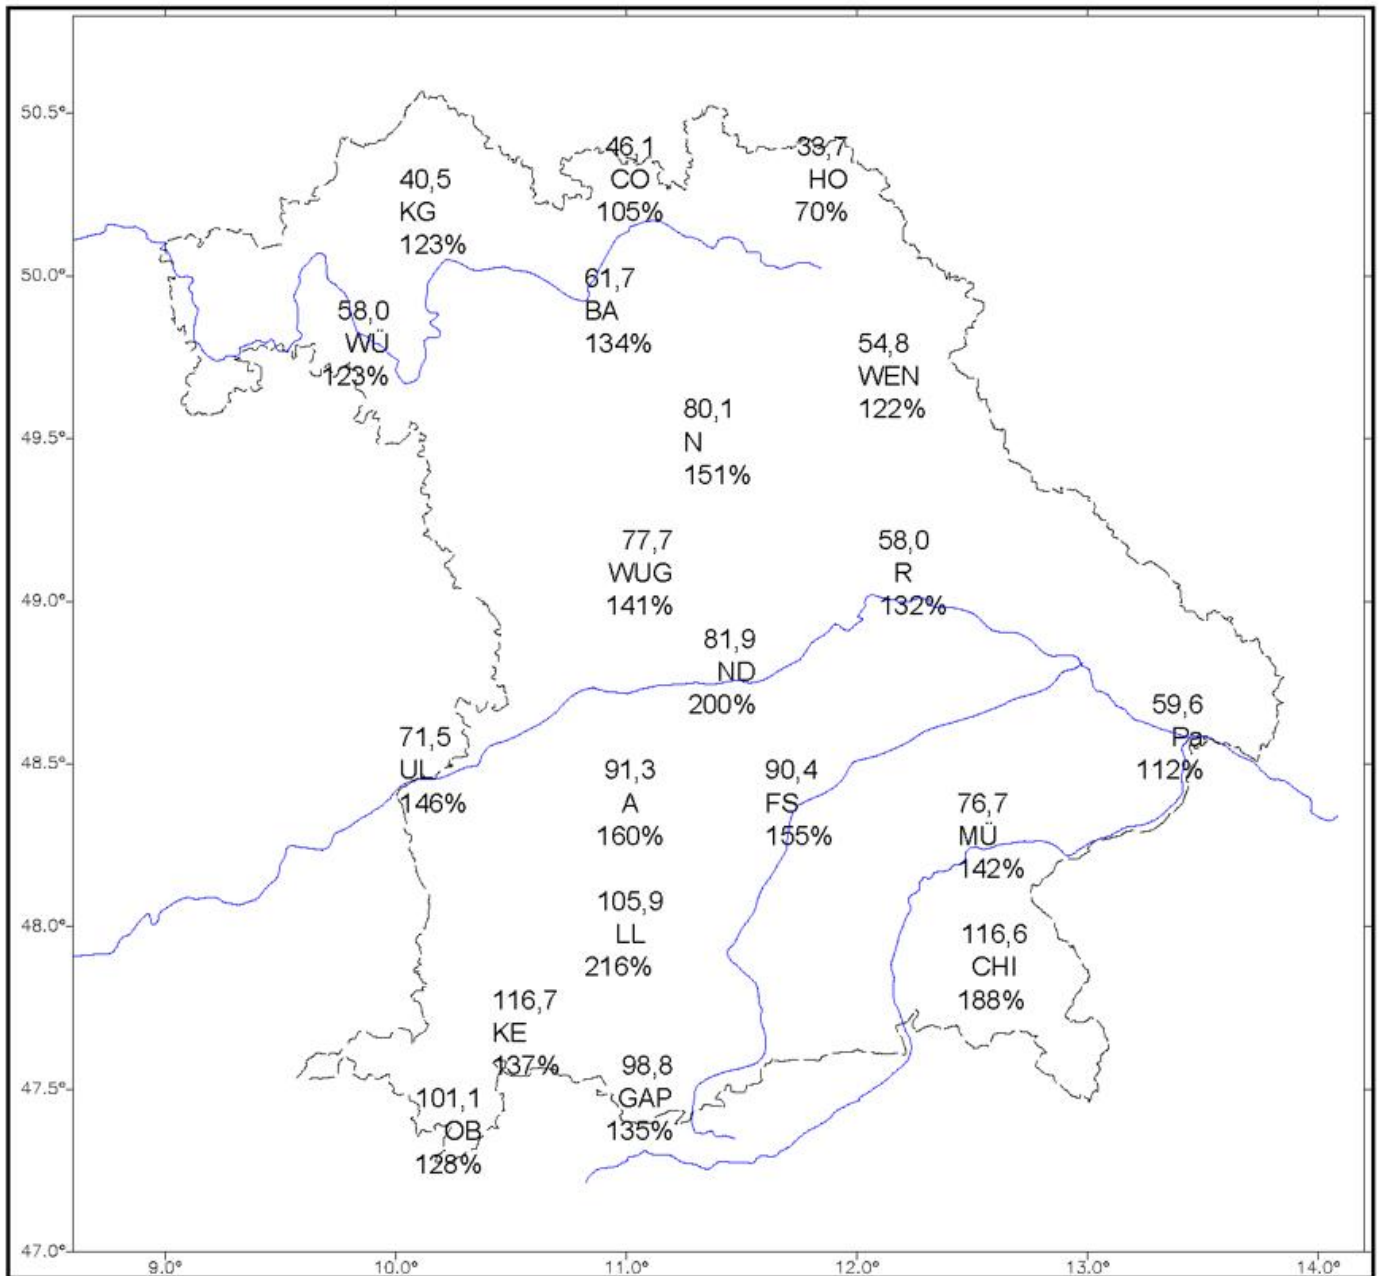 50.5°
46,1
CO
105%
33,7
HO
70%
40,5
KG
123%
50.0°
61,7
BA
134%
58,0
WÜ
123%
54,8
WEN
122%
49.5°
80,1
N
151%
77,7
WUG
141%
58,0
R
132%
49.0°
81,9
ND
200%
59,6
Pa
112%
71,5
UL
146%
48.5°
91,3
A
160%
90,4
FS
155%
76,7
MÜ
142%
48.0°
105,9
LL
216%
116,6
CHI
188%
116,7
KE
137%
98,8
GAP
135%
47.5°
101,1
OB
128%
47.0°
9.0°
10.0°
11.0°
12.0°
13.0°
14.0°